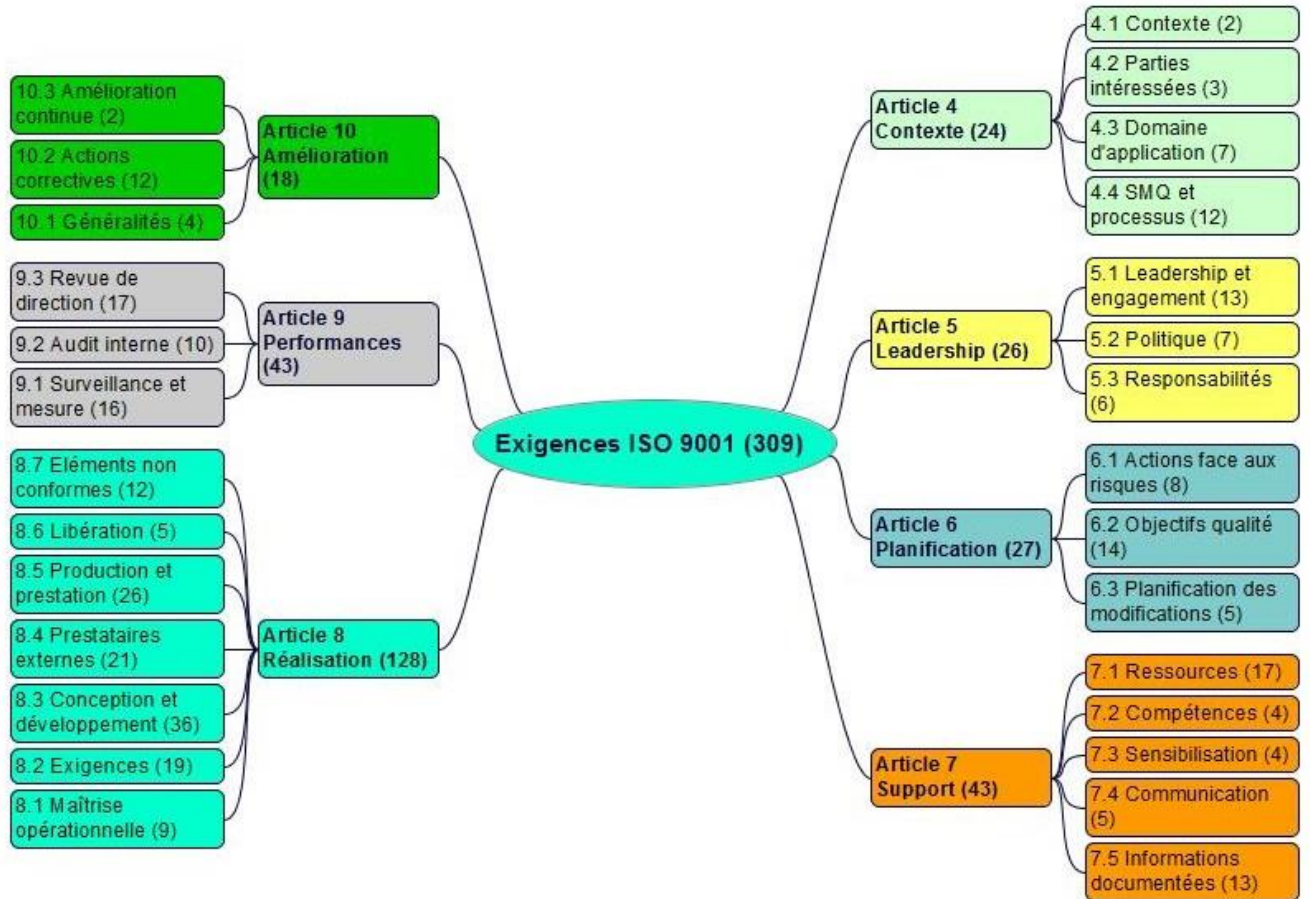 Exigences ISO 9001 (309)
Article 4
Contexte (24)
4.1 Contexte (2)
4.2 Parties
intéressées (3)
4.3 Domaine
d'application (7)
4.4 SMQ et
processus (12)
Article 5
Leadership (26)
5.1 Leadership et
engagement (13)
5.2 Politique (7)
5.3 Responsabilités
(6)
Article 6
Planification (27)
6.1 Actions face aux
risques (8)
6.2 Objectifs qualité
(14)
6.3 Planification des
modifications (5)
Article 7
Support (43)
7.1 Ressources (17)
7.2 Compétences (4)
7.3 Sensibilisation (4)
7.4 Communication
(5)
7.5 Informations
documentées (13)
Article 10
Amélioration
(18)
10.3 Amélioration
continue (2)
10.2 Actions
correctives (12)
10.1 Généralités (4)
Article 9
Performances
(43)
9.3 Revue de
direction (17)
9.2 Audit interne (10)
9.1 Surveillance et
mesure (16)
Article 8
Réalisation (128)
8.7 Eléments non
conformes (12)
8.6 Libération (5)
8.5 Production et
prestation (26)
8.4 Prestataires
externes (21)
8.3 Conception et
développement (36)
8.2 Exigences (19)
8.1 Maîtrise
opérationnelle (9)